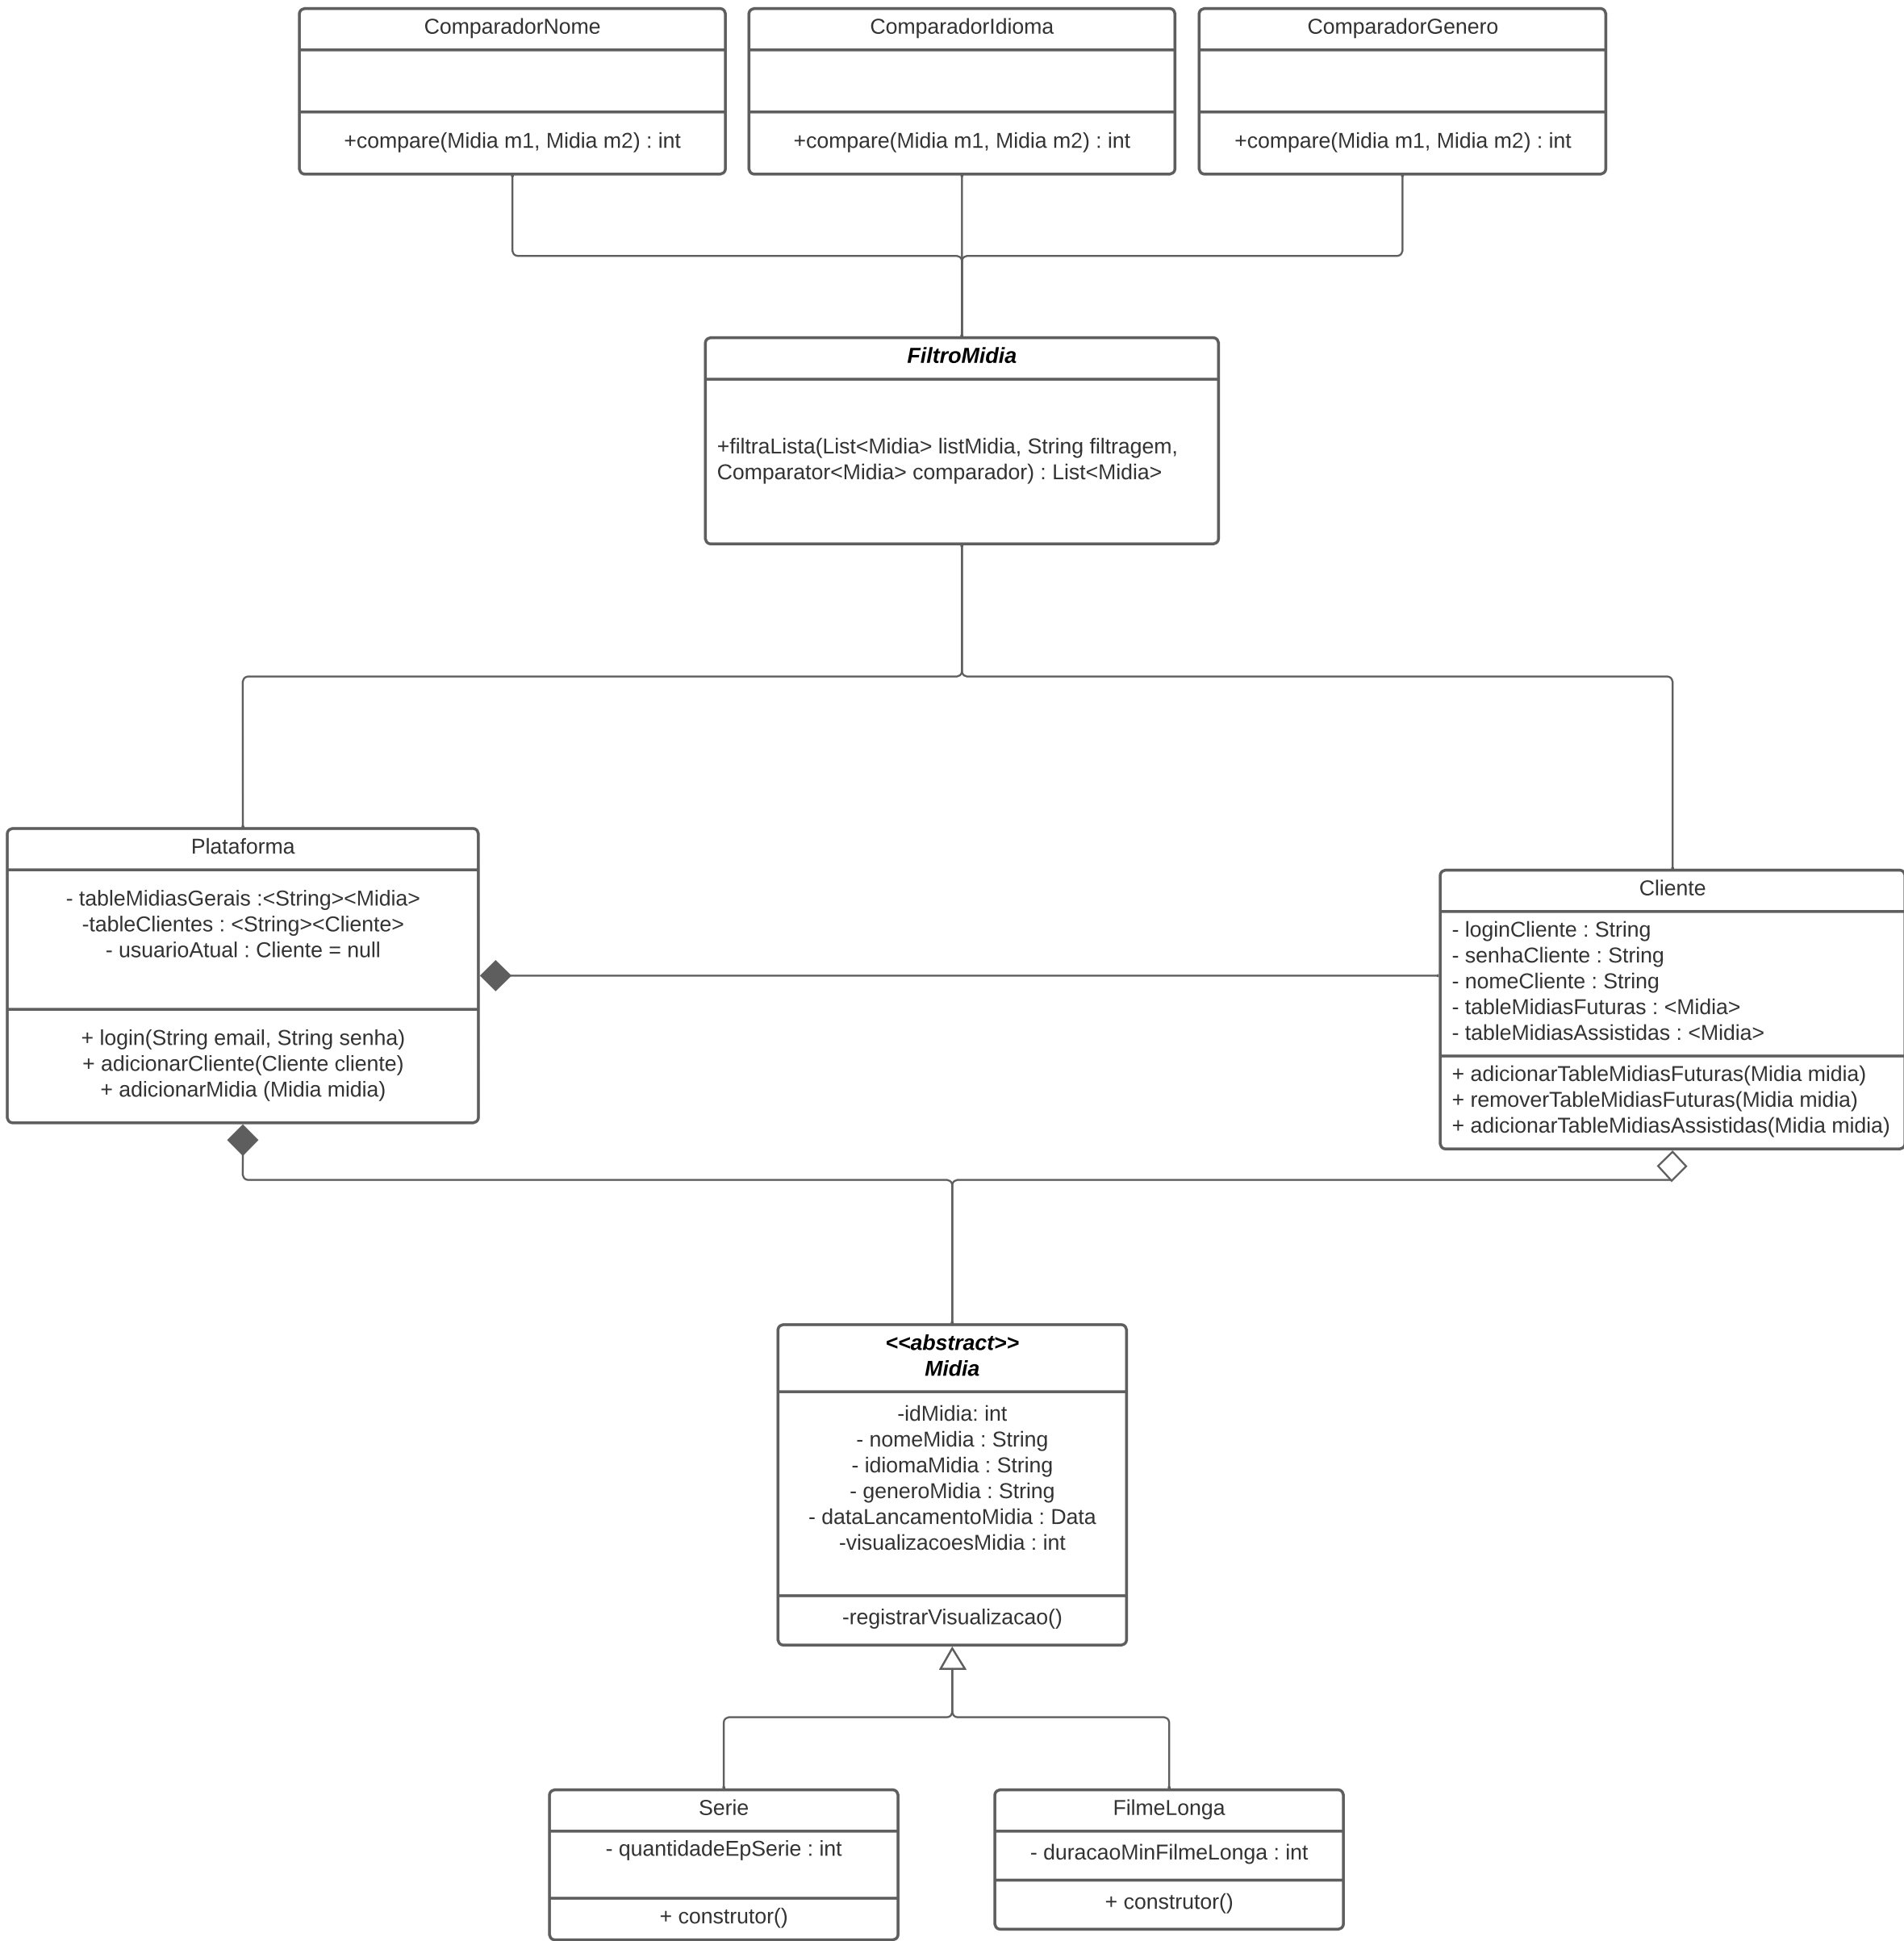 ComparadorNome
+compare(Midia m1, Midia m2) : int
ComparadorIdioma
+compare(Midia m1, Midia m2) : int
ComparadorGenero
+compare(Midia m1, Midia m2) : int
FiltroMidia
+filtraLista(List<Midia> listMidia, String filtragem,
Comparator<Midia> comparador) : List<Midia>
Plataforma
- tableMidiasGerais :<String><Midia>
-tableClientes : <String><Cliente>
- usuarioAtual : Cliente = null
+ login(String email, String senha)
+ adicionarCliente(Cliente cliente)
+ adicionarMidia (Midia midia)
Cliente
- loginCliente : String
- senhaCliente : String
- nomeCliente : String
- tableMidiasFuturas : <Midia>
- tableMidiasAssistidas : <Midia>
+ adicionarTableMidiasFuturas(Midia midia)
+ removerTableMidiasFuturas(Midia midia)
+ adicionarTableMidiasAssistidas(Midia midia)
<<abstract>>
Midia
-idMidia: int
- nomeMidia : String
- idiomaMidia : String
- generoMidia : String
- dataLancamentoMidia : Data
-visualizacoesMidia : int
-registrarVisualizacao()
Serie
- quantidadeEpSerie : int
+ construtor()
FilmeLonga
- duracaoMinFilmeLonga : int
+ construtor()